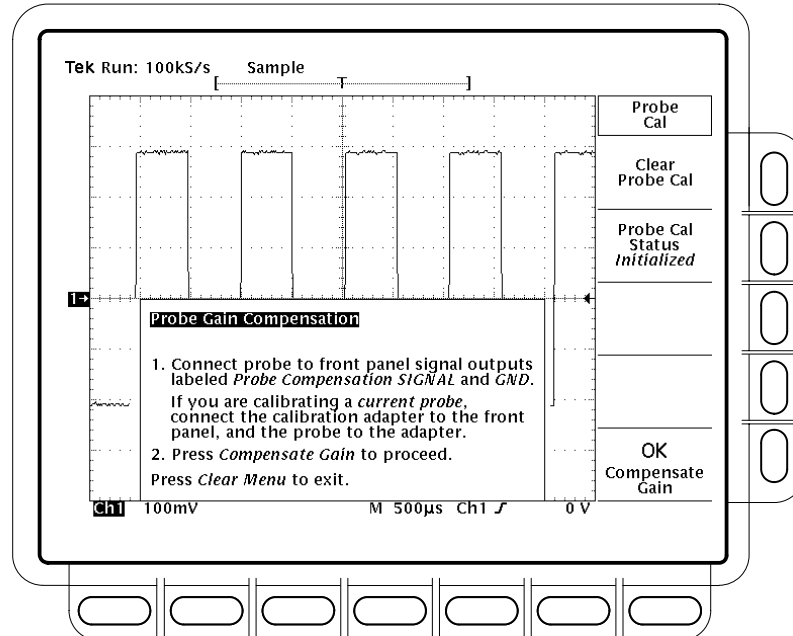 Tek Run: 100kS/s Sample
T
Probe
Cal
Clear
Probe Cal
Probe Cal
Status
Initialized
1
Probe Gain Compensation
1. Connect probe to front panel signal outputs
labeled Probe Compensation SIGNAL and GND.
If you are calibrating a current probe,
connect the calibration adapter to the front
panel, and the probe to the adapter.
2. Press Compensate Gain to proceed.
Press Clear Menu to exit.
OK
Compensate
Gain
Ch1 100mV M 500µs Ch1 0 V